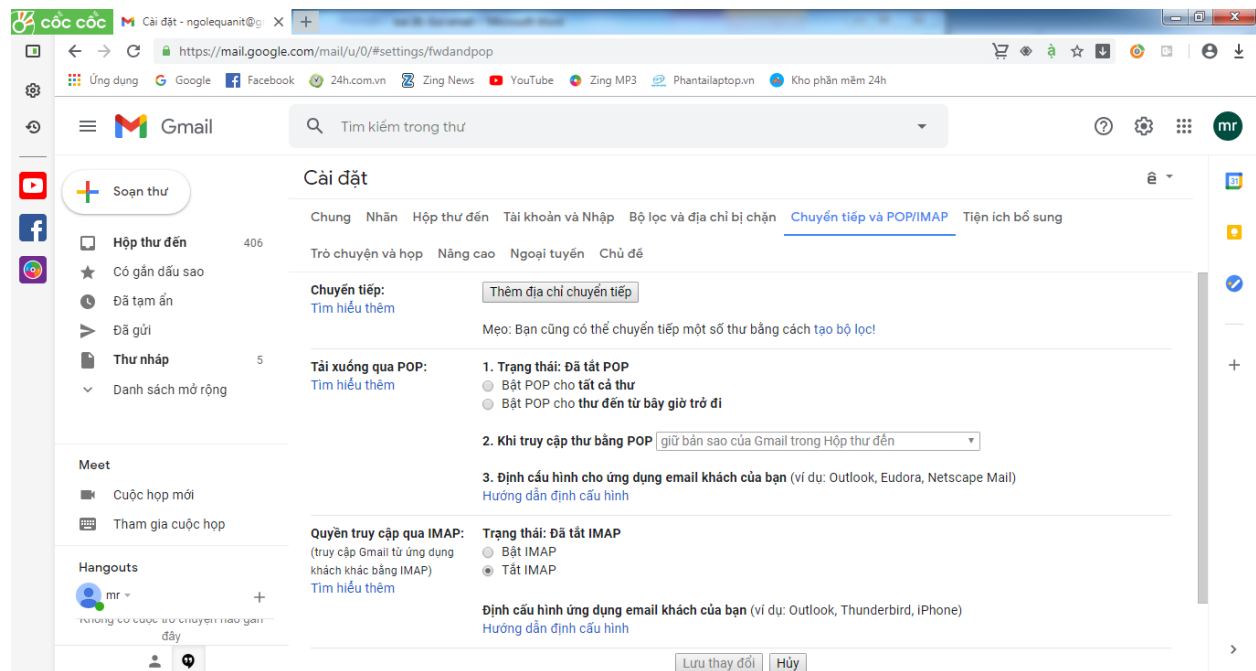 cốc cốc
Cài đặt - ngolequanit@g
https://mail.google.com/mail/u/0/#settings/fwdandpop
Ứng dụng Google Facebook 24h.com.vn Zing News YouTube Zing MP3 Phantailaptop.vn Kho phần mềm 24h
Gmail
Tìm kiếm trong thư
mr
Soạn thư
Hộp thư đến 406
Có gắn dấu sao
Đã tạm ẩn
Đã gửi
Thư nháp 5
Danh sách mở rộng
Meet
Cuộc họp mới
Tham gia cuộc họp
Hangouts
mr
Không có cuộc trò chuyện nào gần
đây
Cài đặt
ê
Chung Nhãn Hộp thư đến Tài khoản và Nhập Bộ lọc và địa chỉ bị chặn Chuyển tiếp và POP/IMAP Tiện ích bổ sung
Trò chuyện và họp Nâng cao Ngoại tuyến Chủ đề
Chuyển tiếp:
Tìm hiểu thêm
Thêm địa chỉ chuyển tiếp
Mẹo: Bạn cũng có thể chuyển tiếp một số thư bằng cách tạo bộ lọc!
Tải xuống qua POP:
Tìm hiểu thêm
1. Trạng thái: Đã tắt POP
Bật POP cho tất cả thư
Bật POP cho thư đến từ bây giờ trở đi
2. Khi truy cập thư bằng POP giữ bản sao của Gmail trong Hộp thư đến
3. Định cấu hình cho ứng dụng email khách của bạn (ví dụ: Outlook, Eudora, Netscape Mail)
Hướng dẫn định cấu hình
Quyền truy cập qua IMAP:
(truy cập Gmail từ ứng dụng
khách khác bằng IMAP)
Tìm hiểu thêm
Trạng thái: Đã tắt IMAP
Bật IMAP
Tắt IMAP
Định cấu hình ứng dụng email khách của bạn (ví dụ: Outlook, Thunderbird, iPhone)
Hướng dẫn định cấu hình
Lưu thay đổi Hủy
31